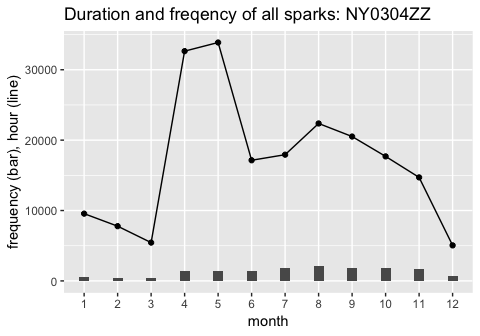 Duration and freqency of all sparks: NY0304ZZ
frequency (bar), hour (line)
30000
20000
10000
0
1 2 3 4 5 6 7 8 9 10 11 12
month